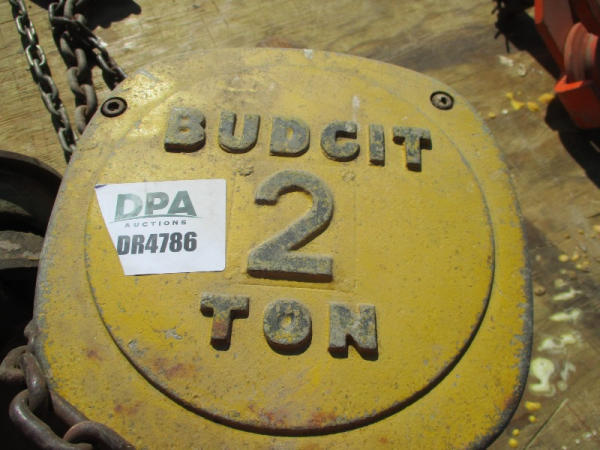 BUDGIT
2
TON
DPA
AUCTIONS
DR4786